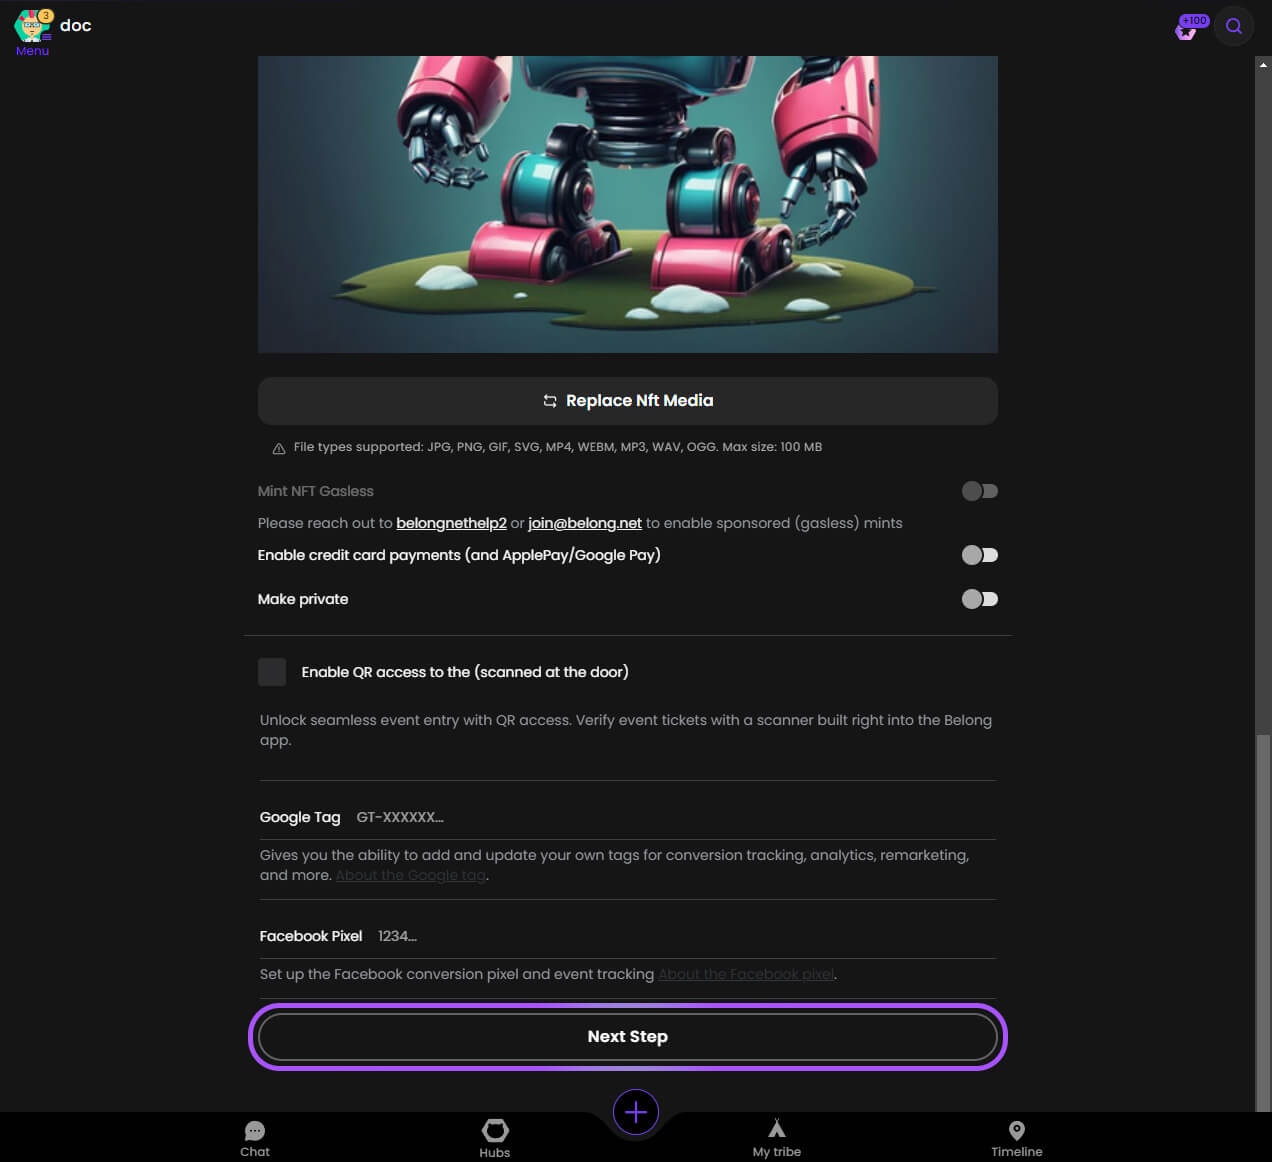 3
doc
+100
Menu
Replace Nft Media
File types supported: JPG, PNG, GIF, SVG, MP4, WEBM, MP3, WAV, OGG. Max size: 100 MB
Mint NFT Gasless
Please reach out to belongnethelp2 or join@belong.net to enable sponsored (gasless) mints
Enable credit card payments (and ApplePay/Google Pay)
Make private
Enable QR access to the (scanned at the door)
Unlock seamless event entry with QR access. Verify event tickets with a scanner built right into the Belong
app.
Google Tag GT-XXXXXX...
Gives you the ability to add and update your own tags for conversion tracking, analytics, remarketing,
and more. About the Google tag.
Facebook Pixel 1234...
Set up the Facebook conversion pixel and event tracking About the Facebook pixel.
Next Step
Chat
Hubs
My tribe
Timeline